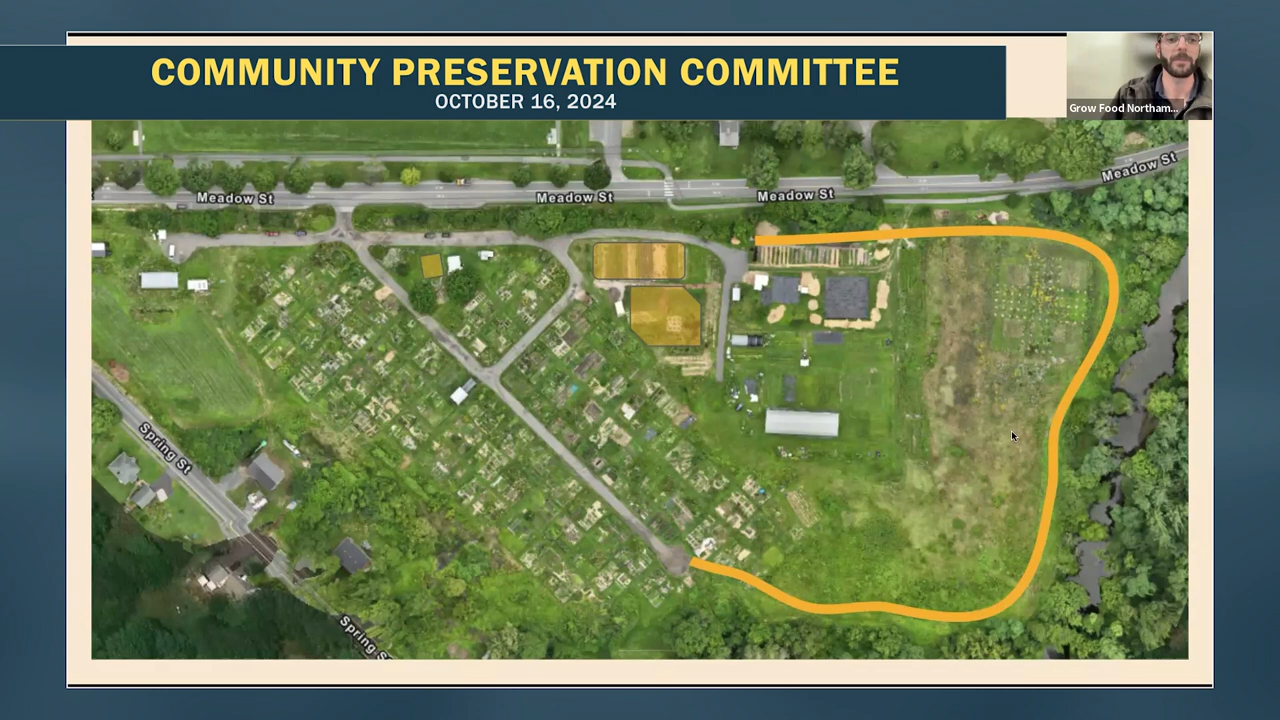 COMMUNITY PRESERVATION COMMITTEE
OCTOBER 16, 2024
Grow Food Northam...
Meadow St
Meadow St
Meadow St
Meadow St
Spring St
Spring S